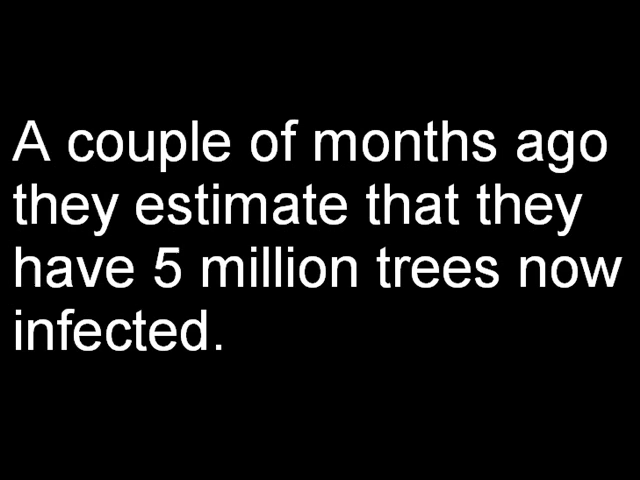 A couple of months ago
they estimate that they
have 5 million trees now
infected.